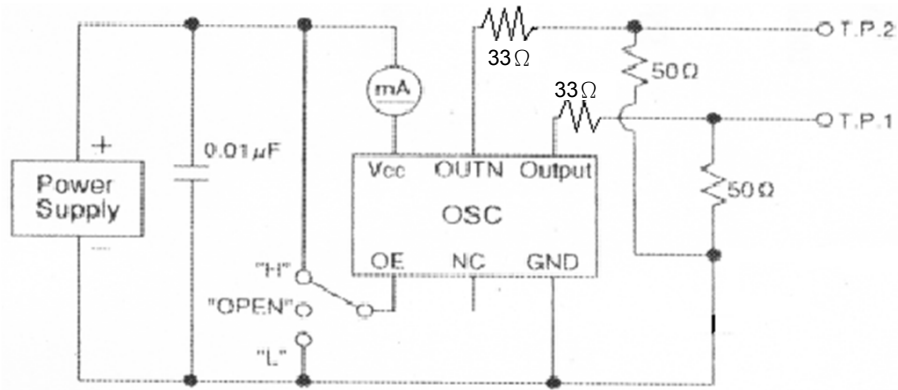 33Ω
T.P.2
50Ω
mA
33Ω
T.P.1
+
0.01μF
Vcc OUTN Output
Power
Supply
50Ω
OSC
−
OE NC GND
"H"
"OPEN"
"L"